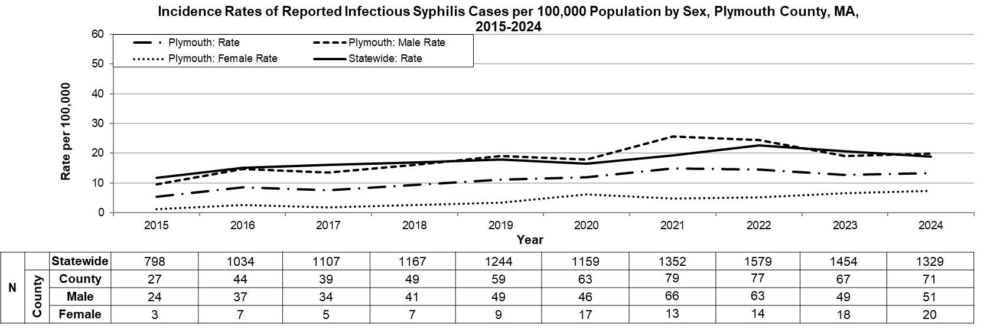 Incidence Rates of Reported Infectious Syphilis Cases per 100,000 Population by Sex, Plymouth County, MA,
2015-2024
Plymouth: Rate
Plymouth: Male Rate
Plymouth: Female Rate
Statewide: Rate
Rate per 100,000
60
50
40
30
20
10
0
2015 2016 2017 2018 2019 2020 2021 2022 2023 2024
Year
N
County
Statewide 798 1034 1107 1167 1244 1159 1352 1579 1454 1329
County 27 44 39 49 59 63 79 77 67 71
Male 24 37 34 41 49 46 66 63 49 51
Female 3 7 5 7 9 17 13 14 18 20